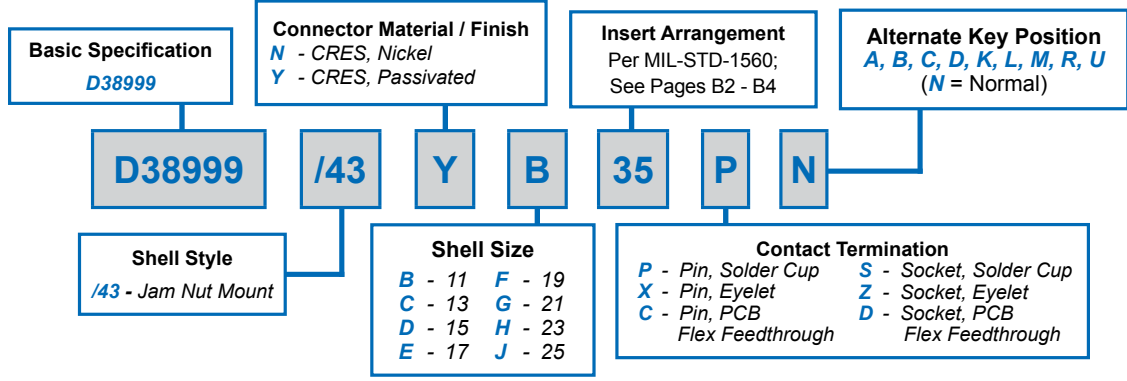 Basic Specification
D38999
Connector Material / Finish
N - CRES, Nickel
Y - CRES, Passivated
Insert Arrangement
Per MIL-STD-1560;
See Pages B2 - B4
Alternate Key Position
A, B, C, D, K, L, M, R, U
(N = Normal)
D38999 /43 Y B 35 P N
Shell Style
/43 - Jam Nut Mount
Shell Size
B - 11 F - 19
C - 13 G - 21
D - 15 H - 23
E - 17 J - 25
Contact Termination
P - Pin, Solder Cup S - Socket, Solder Cup
X - Pin, Eyelet Z - Socket, Eyelet
C - Pin, PCB D - Socket, PCB
Flex Feedthrough Flex Feedthrough